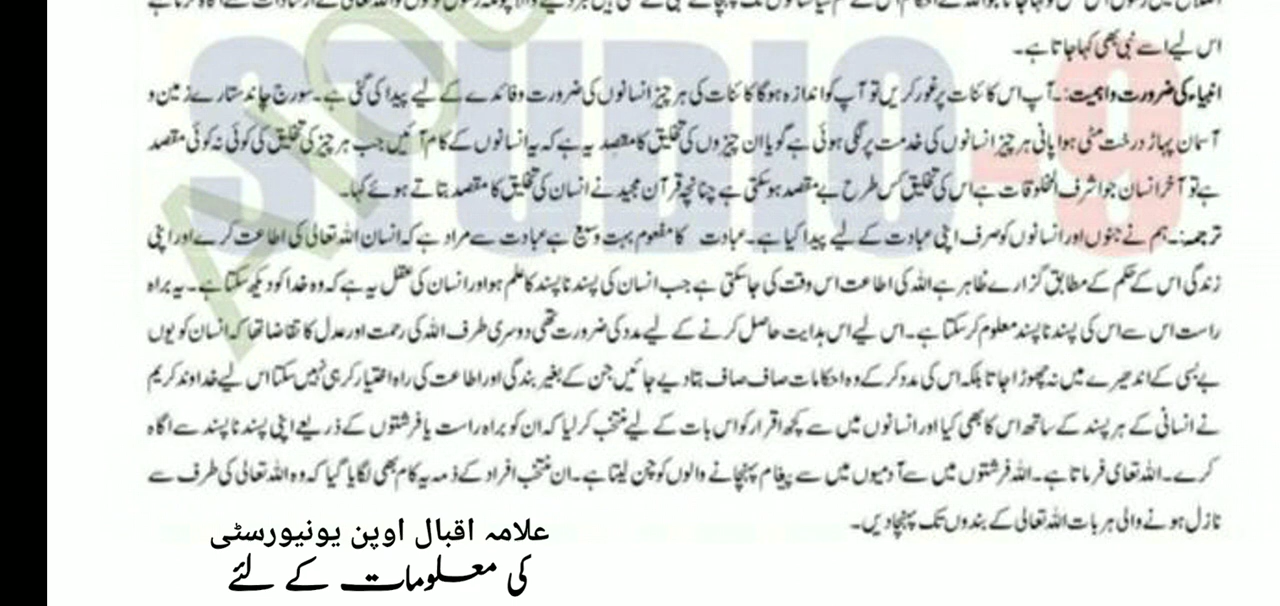 اس لیے اسے نبی بھی کہا جاتا ہے۔
انبیاء کی ضرورت و اہمیت:۔ آپ اس کائنات پر غور کریں تو آپ کو اندازہ ہوگا کائنات کی ہر چیز انسانوں کی ضرورت و فائدے کے لیے پیدا کی گئی ہے۔ سورج چاند ستارے زمین و
آسمان پہاڑ درخت مٹی ہوا پانی ہر چیز انسانوں کی خدمت پر لگی ہوئی ہے گویا ان چیزوں کی تخلیق کا مقصد یہ ہے کہ یہ انسانوں کے کام آئیں جب ہر چیز کی تخلیق کی کوئی نہ کوئی مقصد
ہے تو آخر انسان جو اشرف المخلوقات ہے اس کی تخلیق کس طرح بے مقصد ہو سکتی ہے چنانچہ قرآن مجید نے انسان کی تخلیق کا مقصد بتاتے ہوئے کہا۔
ترجمہ:۔ ہم نے جنوں اور انسانوں کو صرف اپنی عبادت کے لیے پیدا کیا ہے۔ عبادت کا مفہوم بہت وسیع ہے عبادت سے مراد ہے کہ انسان اللہ تعالی کی اطاعت کرے اور اپنی
زندگی اس کے حکم کے مطابق گزارے ظاہر ہے اللہ کی اطاعت اس وقت کی جاسکتی ہے جب انسان کی پسند ناپسند کا علم ہو اور انسان کی عقل یہ ہے کہ وہ خدا کو دیکھ سکتا ہے۔ یہ براہ
راست اس سے اس کی پسند ناپسند معلوم کر سکتا ہے۔ اس لیے اس ہدایت حاصل کرنے کے لیے مدد کی ضرورت تھی دوسری طرف اللہ کی رحمت اور عدل کا تقاضا تھا کہ انسان کو یوں
بے بسی کے اندھیرے میں نہ چھوڑا جاتا بلکہ اس کی مدد کر کے وہ احکامات صاف صاف بتا دیے جائیں جن کے بغیر بندگی اور اطاعت کی راہ اختیار کر ہی نہیں سکتا اس لیے خداوند کریم
نے انسانی کے ہر پسند کے ساتھ اس کا بھی کیا اور انسانوں میں سے کچھ اقرار کو اس بات کے لیے منتخب کر لیا کہ ان کو براہ راست یا فرشتوں کے ذریعے اپنی پسند ناپسند سے اگاہ
کرے۔ اللہ تعای فرماتا ہے۔ اللہ فرشتوں میں سے آدمیوں میں سے پیغام پہنچانے والوں کو چن لیتا ہے۔ ان منتخب افراد کے ذمہ یہ کام بھی لگایا گیا کہ وہ اللہ تعالی کی طرف سے
نازل ہونے والی ہر بات اللہ تعالی کے بندوں تک پہنچا دیں۔
علامہ اقبال اوپن یونیورسٹی
کی معلومات کے لئے
STUDIO-9